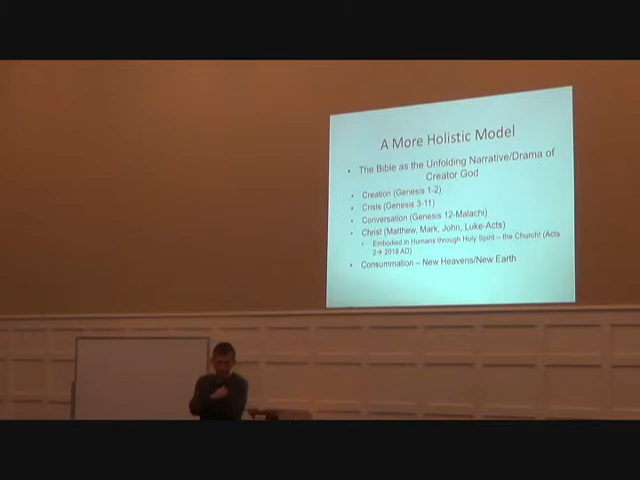 A More Holistic Model
• The Bible as the Unfolding Narrative/Drama of
Creator God
• Creation (Genesis 1-2)
• Crisis (Genesis 3-11)
• Conversation (Genesis 12-Malachi)
• Christ (Matthew, Mark, John, Luke-Acts)
• Embodied in Humans through Holy Spirit – the Church! (Acts
2→ 2018 AD)
• Consummation – New Heavens/New Earth